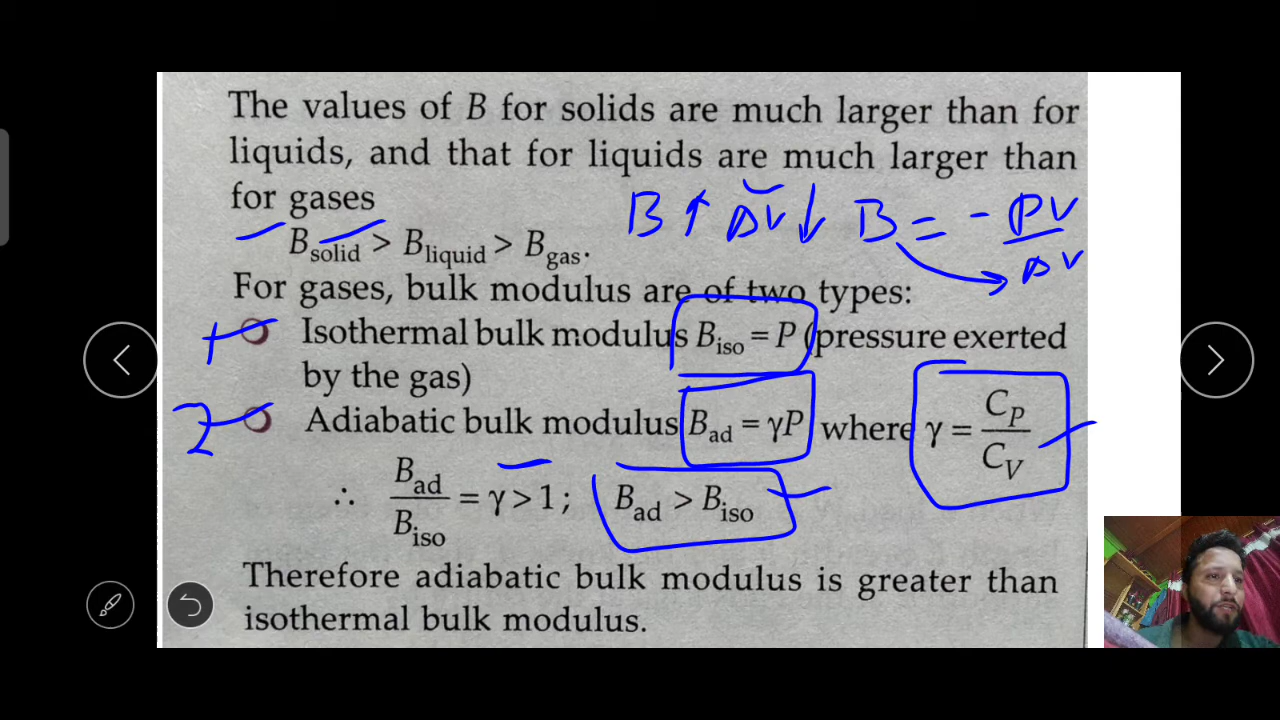 The values of B for solids are much larger than for
liquids, and that for liquids are much larger than
for gases
B ↑ ΔV ↓ B = - PV / ΔV
B_solid > B_liquid > B_gas.
For gases, bulk modulus are of two types:
1 Isothermal bulk modulus B_iso = P (pressure exerted
by the gas)
2 Adiabatic bulk modulus B_ad = γP where γ = C_P / C_V
∴ B_ad / B_iso = γ > 1; B_ad > B_iso
Therefore adiabatic bulk modulus is greater than
isothermal bulk modulus.